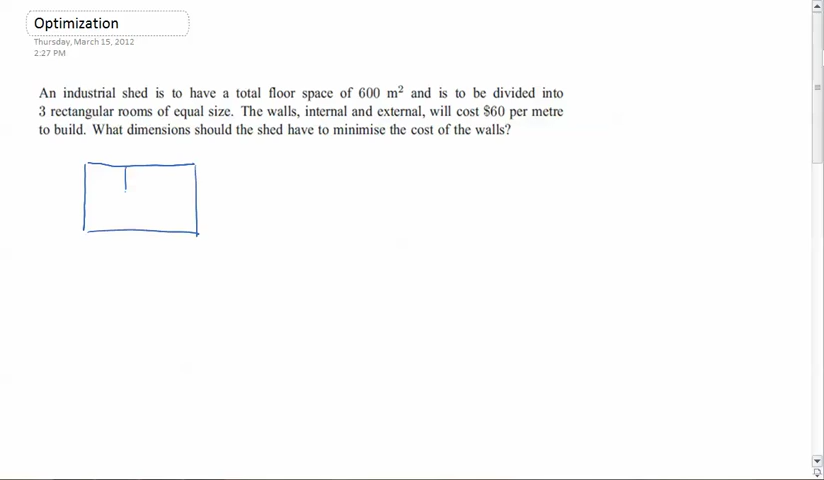 Optimization
Thursday, March 15, 2012
2:27 PM
An industrial shed is to have a total floor space of 600 m² and is to be divided into
3 rectangular rooms of equal size. The walls, internal and external, will cost $60 per metre
to build. What dimensions should the shed have to minimise the cost of the walls?